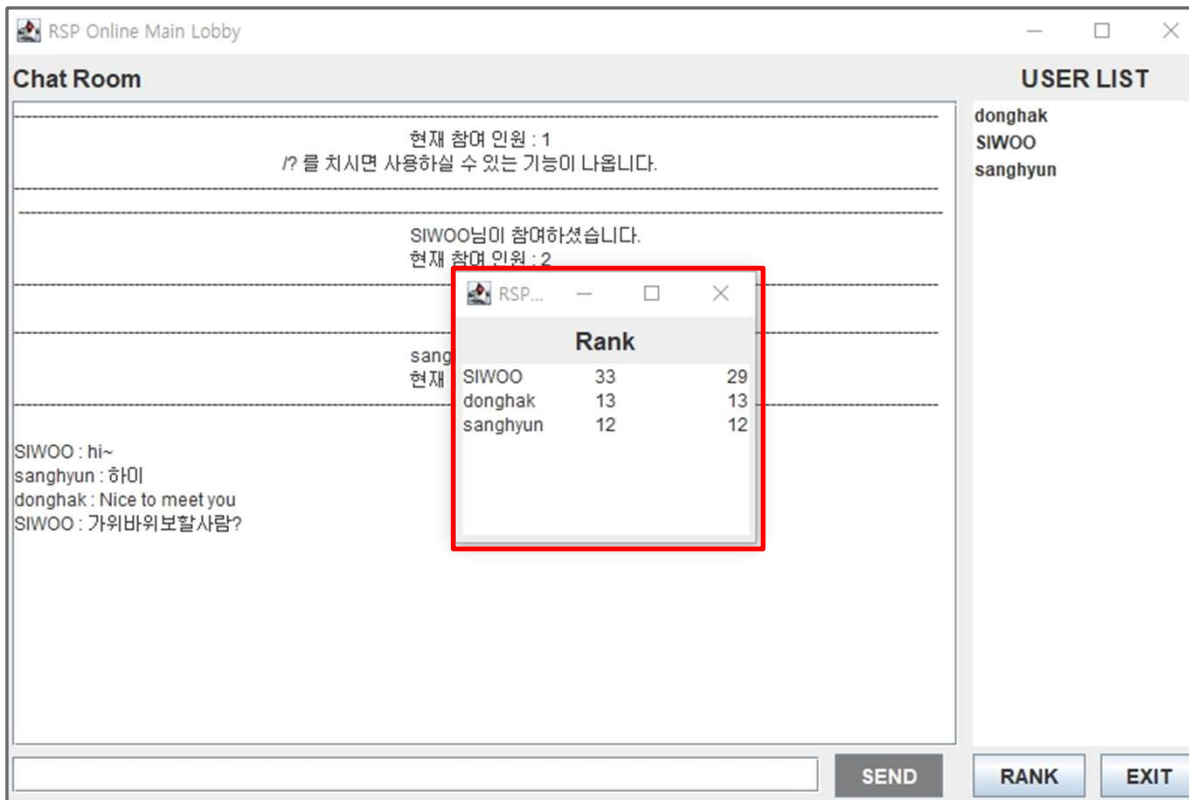 RSP Online Main Lobby
Chat Room
USER LIST
현재 참여 인원 : 1
/? 를 치시면 사용하실 수 있는 기능이 나옵니다.
SIWOO님이 참여하셨습니다.
현재 참여 인원 : 2
sang
현재
SIWOO : hi~
sanghyun : 하이
donghak : Nice to meet you
SIWOO : 가위바위보할사람?
RSP...
Rank
SIWOO 33 29
donghak 13 13
sanghyun 12 12
donghak
SIWOO
sanghyun
SEND
RANK
EXIT